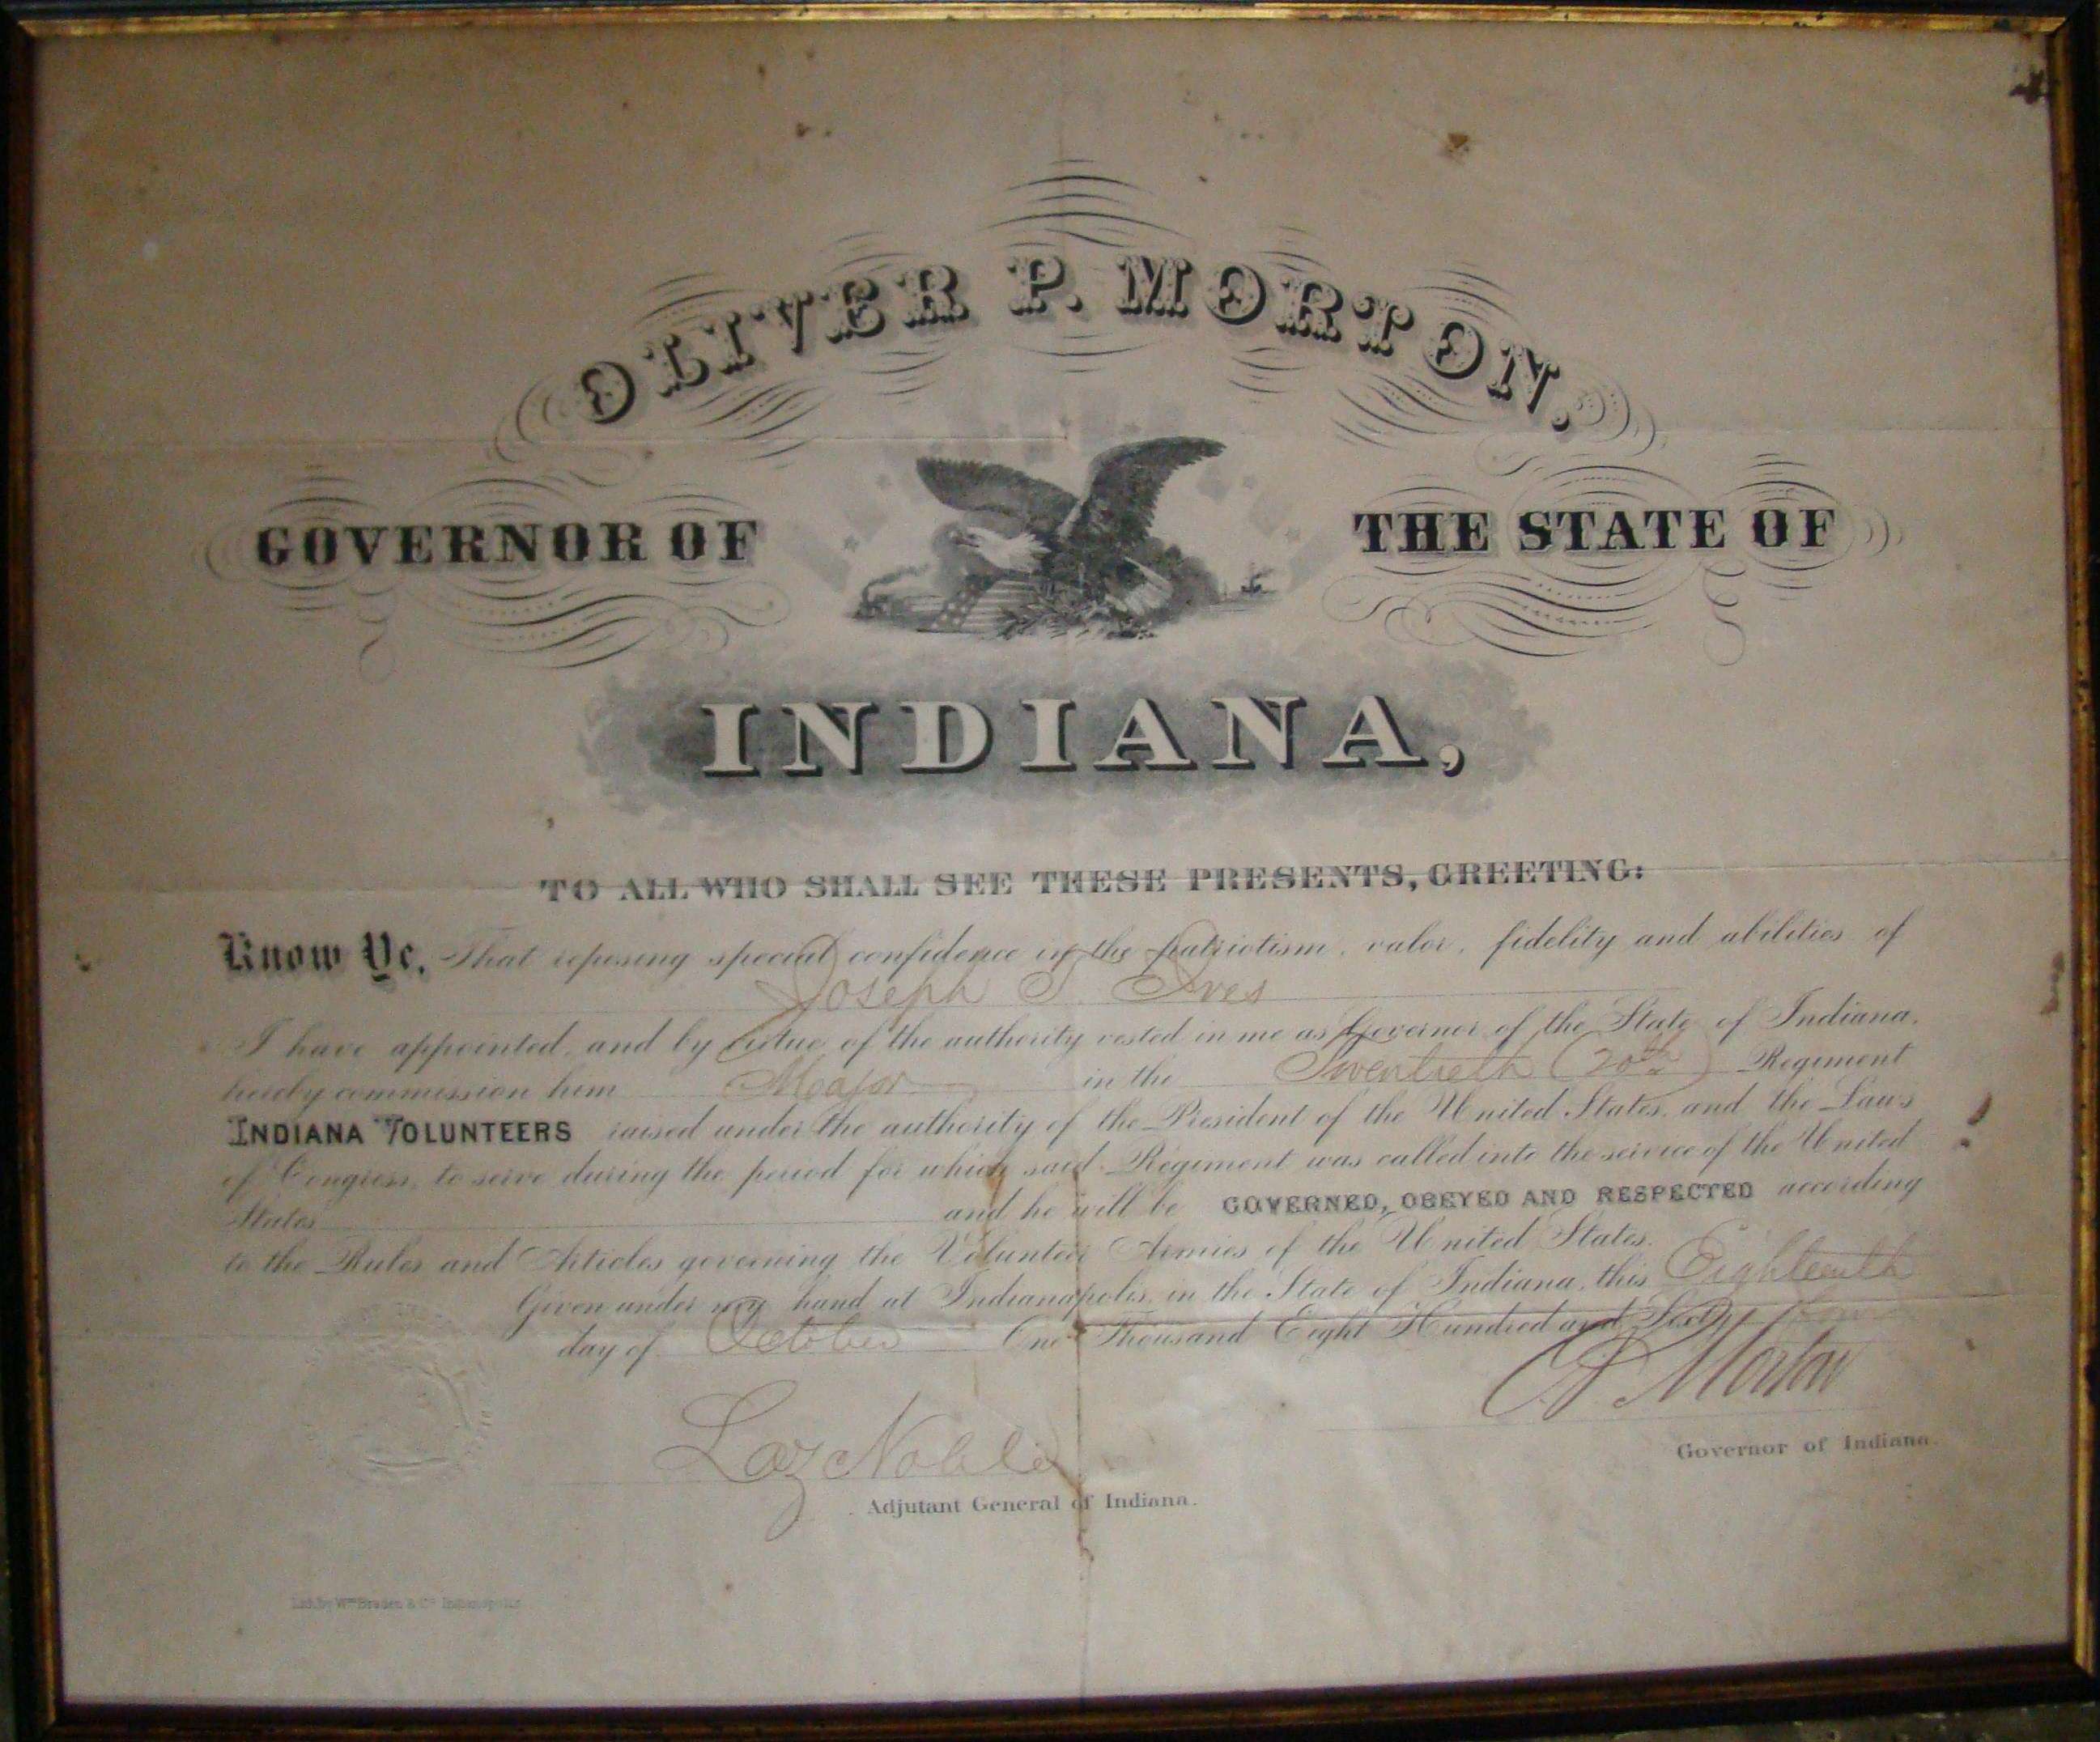 OLIVER P. MORTON,
GOVERNOR OF THE STATE OF
INDIANA,
TO ALL WHO SHALL SEE THESE PRESENTS, GREETING:
Know Ye, That reposing special confidence in the patriotism, valor, fidelity and abilities of
Joseph T. Ives
I have appointed, and by virtue of the authority vested in me as Governor of the State of Indiana,
hereby commission him Major in the Twentieth (20th) Regiment
INDIANA VOLUNTEERS raised under the authority of the President of the United States, and the Laws
of Congress, to serve during the period for which said Regiment was called into the service of the United
States and he will be GOVERNED, OBEYED AND RESPECTED according
to the Rules and Articles governing the Volunteer Armies of the United States.
Given under my hand at Indianapolis, in the State of Indiana, this Eighteenth
day of October One Thousand Eight Hundred and Sixty
O P Morton
Governor of Indiana.
Laz Noble
Adjutant General of Indiana.
Lith. by Wm Braden & Co Indianapolis